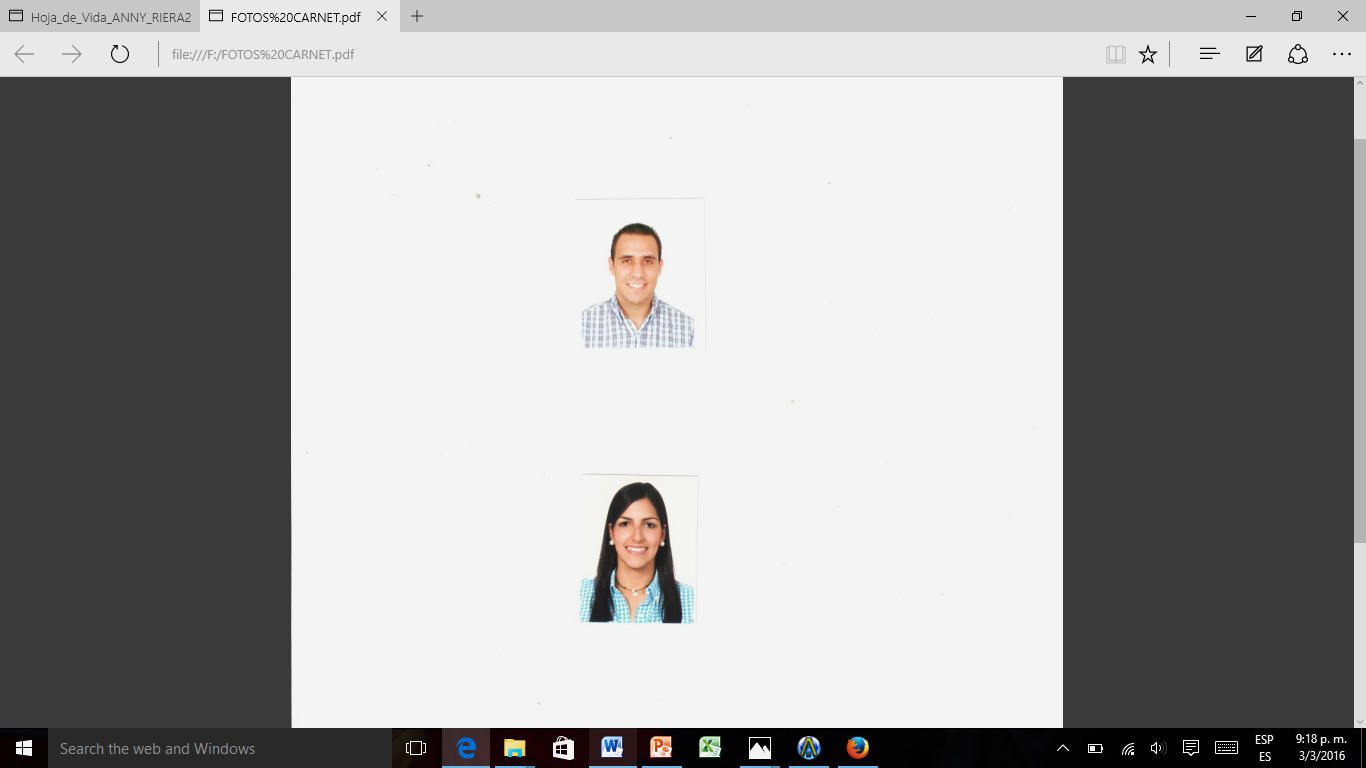 Hoja_de_Vida_ANNY_RIERA2
FOTOS%20CARNET.pdf
file:///F:/FOTOS%20CARNET.pdf
Search the web and Windows
ESP
ES
9:18 p. m.
3/3/2016